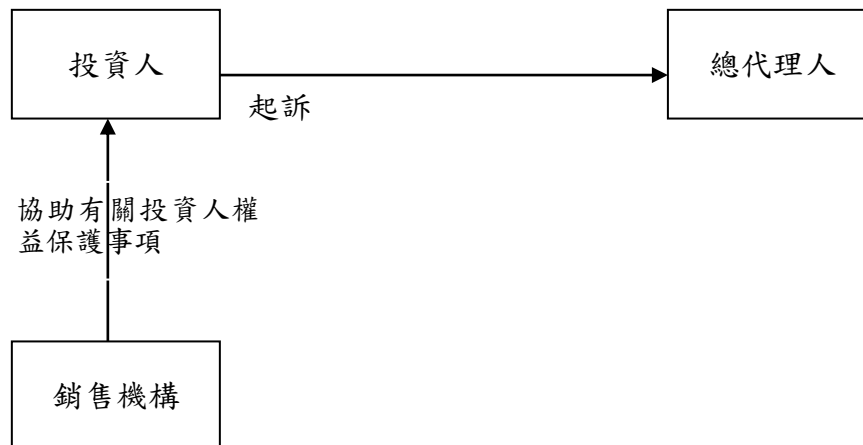 投資人
總代理人
起訴
協助有關投資人權
益保護事項
銷售機構